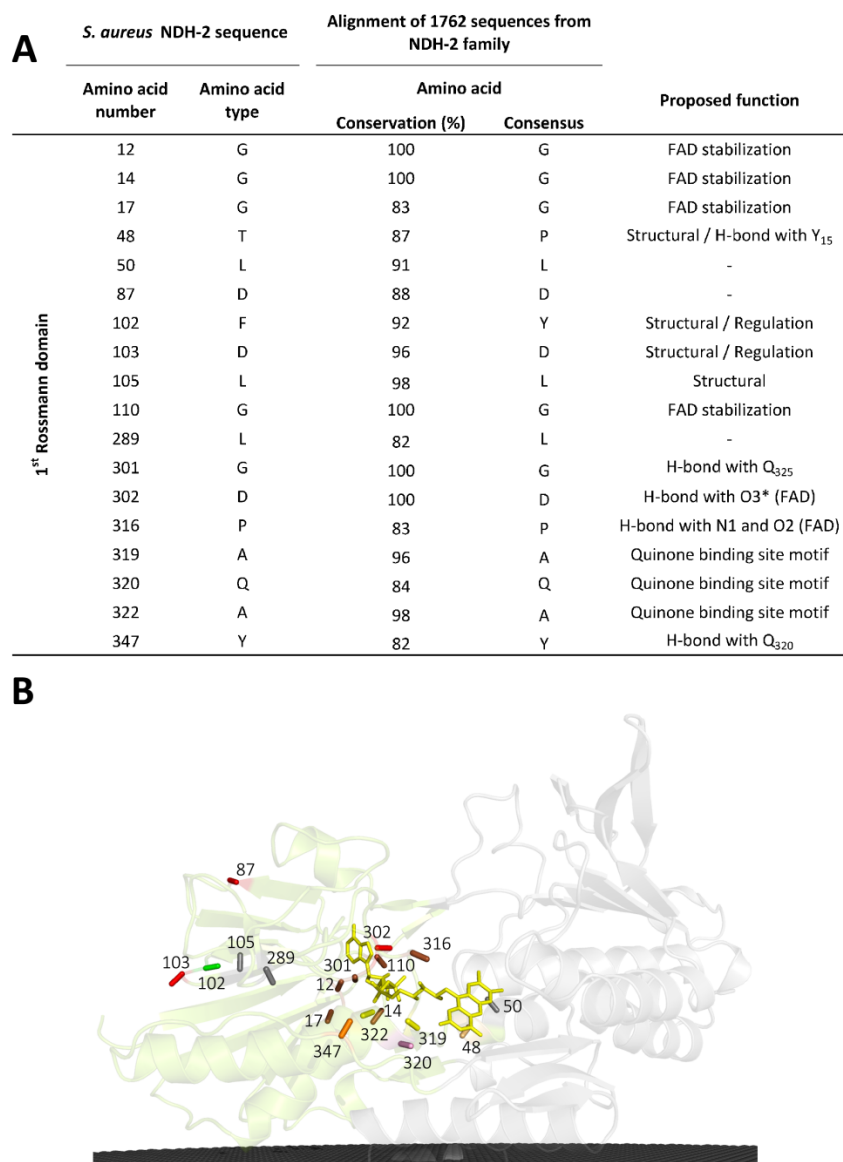 A
S. aureus NDH-2 sequence
Alignment of 1762 sequences from
NDH-2 family
Amino acid
number
Amino acid
type
Amino acid
Conservation (%) Consensus
Proposed function
1st Rossmann domain
12 G 100 G FAD stabilization
14 G 100 G FAD stabilization
17 G 83 G FAD stabilization
48 T 87 P Structural / H-bond with Y15
50 L 91 L -
87 D 88 D -
102 F 92 Y Structural / Regulation
103 D 96 D Structural / Regulation
105 L 98 L Structural
110 G 100 G FAD stabilization
289 L 82 L -
301 G 100 G H-bond with Q325
302 D 100 D H-bond with O3* (FAD)
316 P 83 P H-bond with N1 and O2 (FAD)
319 A 96 A Quinone binding site motif
320 Q 84 Q Quinone binding site motif
322 A 98 A Quinone binding site motif
347 Y 82 Y H-bond with Q320
B
87
302
316
105
289
103
102
301
110
12
50
17
14
322
319
48
347
320